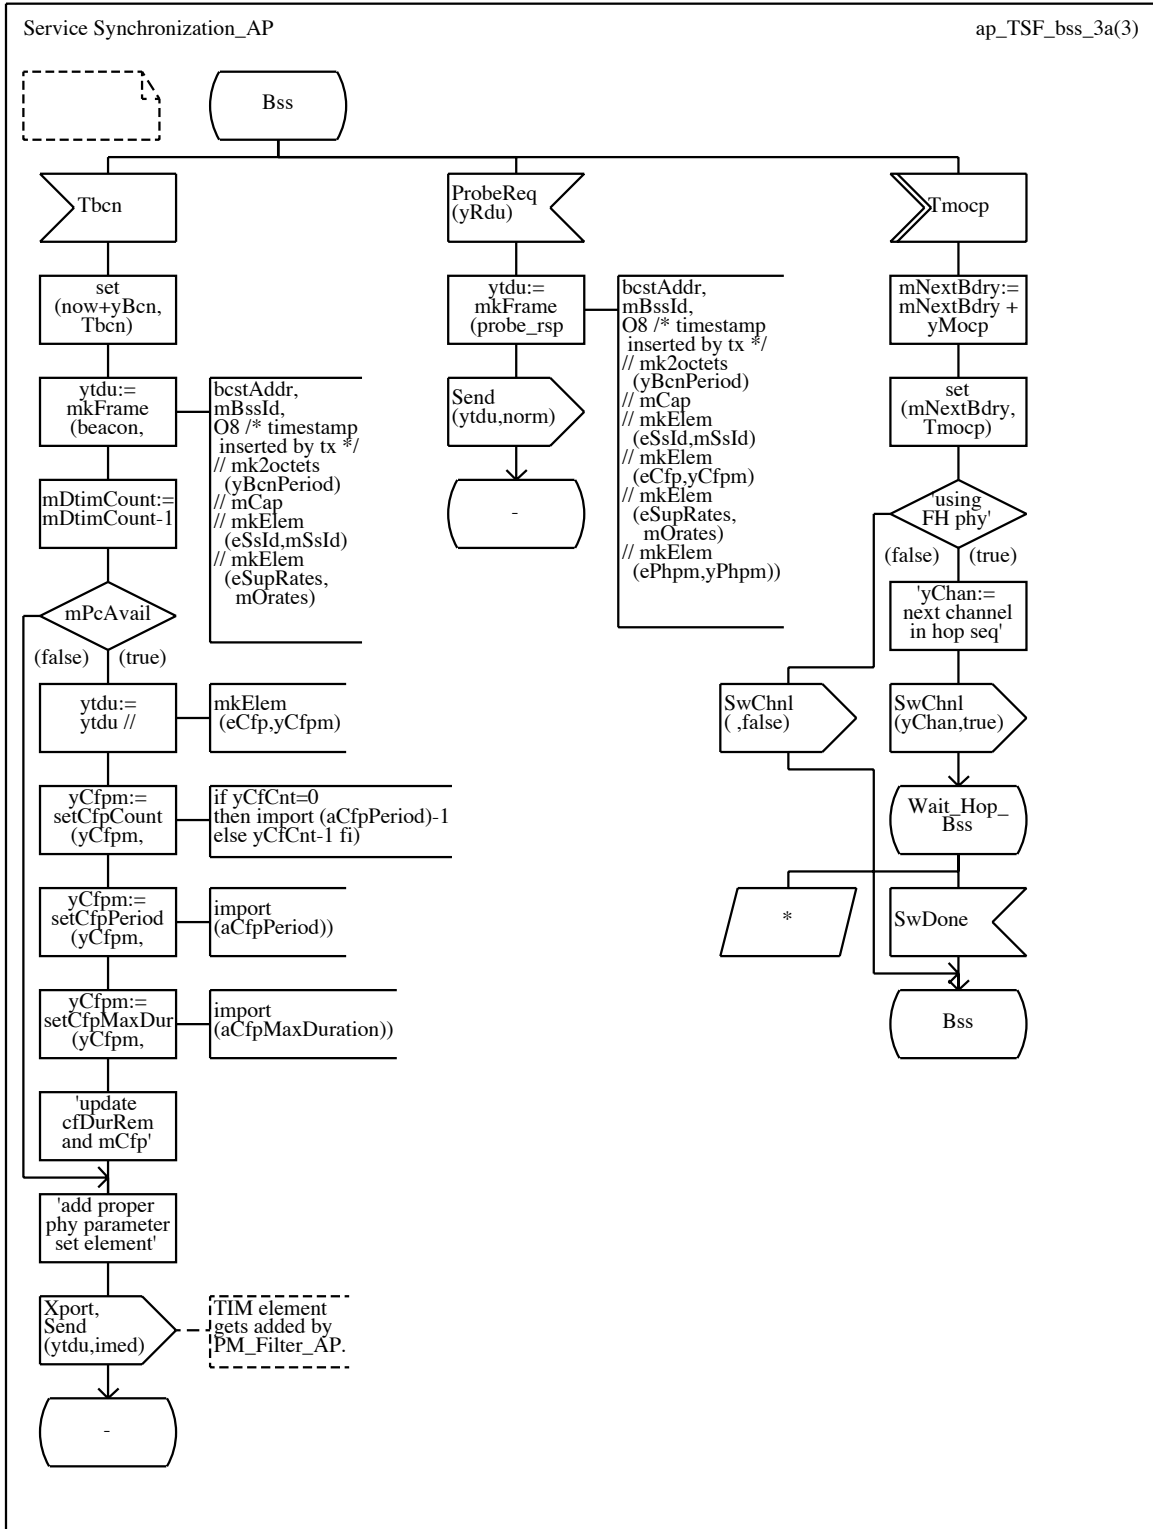 Service Synchronization_AP
ap_TSF_bss_3a(3)
Bss
Tbcn
set
(now+yBcn,
Tbcn)
ytdu:=
mkFrame
(beacon,
bcstAddr,
mBssId,
O8 /* timestamp
inserted by tx */
// mk2octets
(yBcnPeriod)
// mCap
// mkElem
(eSsId,mSsId)
// mkElem
(eSupRates,
mOrates)
mDtimCount:=
mDtimCount-1
mPcAvail
(false)
(true)
ytdu:=
ytdu //
mkElem
(eCfp,yCfpm)
yCfpm:=
setCfpCount
(yCfpm,
if yCfCnt=0
then import (aCfpPeriod)-1
else yCfCnt-1 fi)
yCfpm:=
setCfpPeriod
(yCfpm,
import
(aCfpPeriod))
yCfpm:=
setCfpMaxDur
(yCfpm,
import
(aCfpMaxDuration))
'update
cfDurRem
and mCfp'
'add proper
phy parameter
set element'
Xport,
Send
(ytdu,imed)
TIM element
gets added by
PM_Filter_AP.
-
ProbeReq
(yRdu)
ytdu:=
mkFrame
(probe_rsp
bcstAddr,
mBssId,
O8 /* timestamp
inserted by tx */
// mk2octets
(yBcnPeriod)
// mCap
// mkElem
(eSsId,mSsId)
// mkElem
(eCfp,yCfpm)
// mkElem
(eSupRates,
mOrates)
// mkElem
(ePhpm,yPhpm))
Send
(ytdu,norm)
-
Tmocp
mNextBdry:=
mNextBdry +
yMocp
set
(mNextBdry,
Tmocp)
'using
FH phy'
(false)
(true)
'yChan:=
next channel
in hop seq'
SwChnl
( ,false)
SwChnl
(yChan,true)
Wait_Hop_
Bss
*
SwDone
Bss